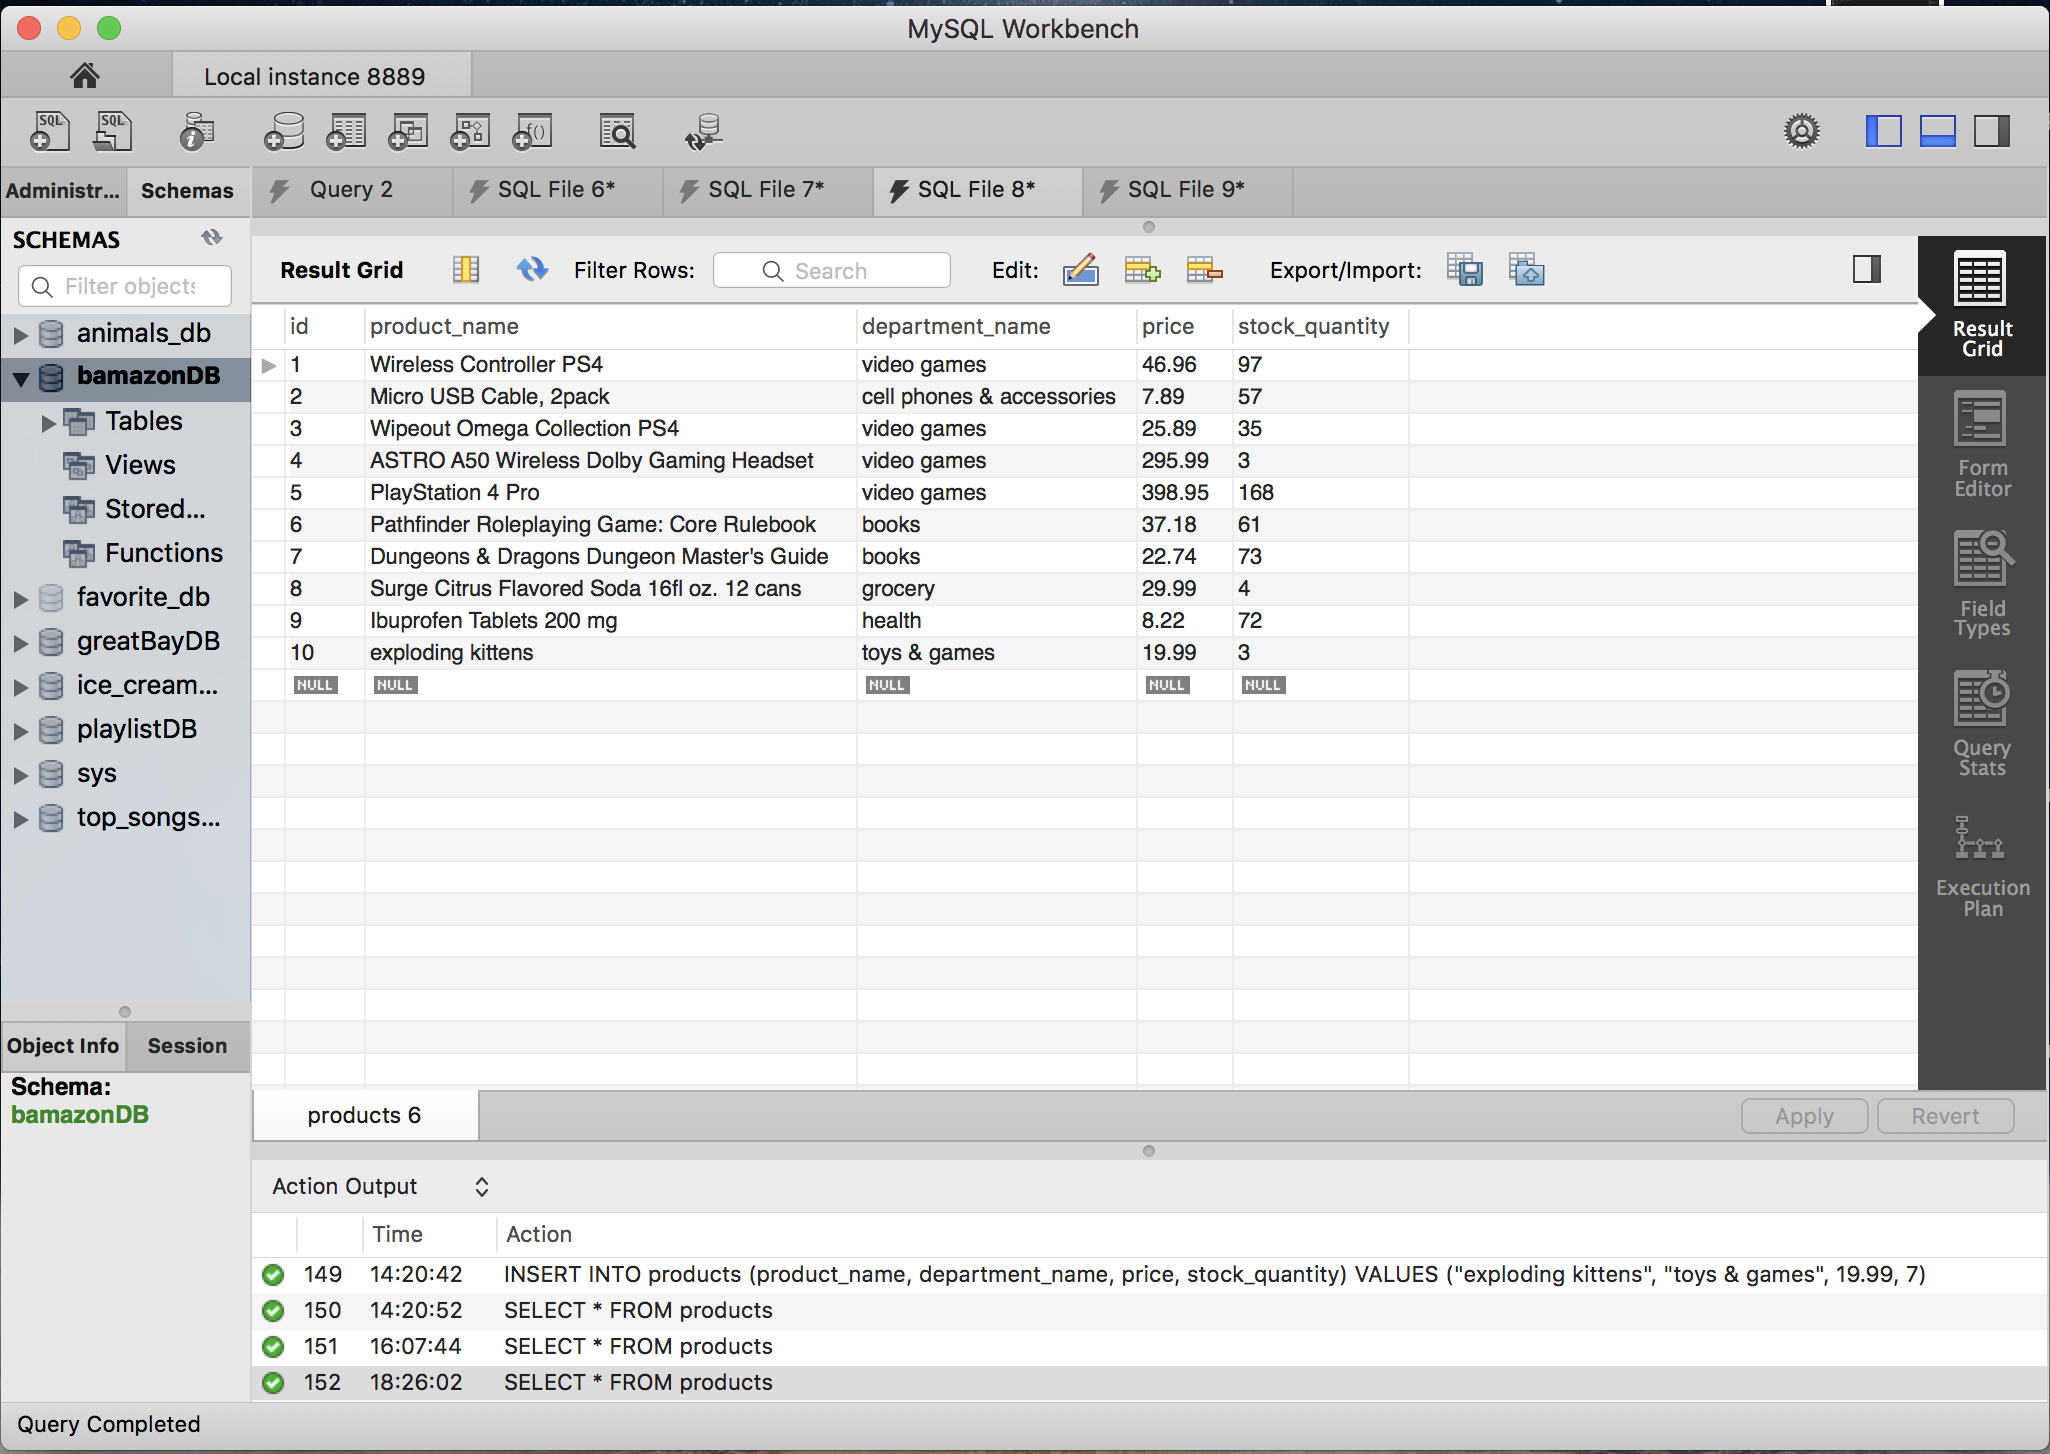 MySQL Workbench
Local instance 8889
SQL SQL f()
Administr... Schemas
Query 2 SQL File 6* SQL File 7* SQL File 8* SQL File 9*
SCHEMAS
Filter objects
animals_db
bamazonDB
Tables
Views
Stored...
Functions
favorite_db
greatBayDB
ice_cream...
playlistDB
sys
top_songs...
Object Info Session
Schema:
bamazonDB
Result Grid Filter Rows: Search Edit: Export/Import:
id product_name department_name price stock_quantity
1 Wireless Controller PS4 video games 46.96 97
2 Micro USB Cable, 2pack cell phones & accessories 7.89 57
3 Wipeout Omega Collection PS4 video games 25.89 35
4 ASTRO A50 Wireless Dolby Gaming Headset video games 295.99 3
5 PlayStation 4 Pro video games 398.95 168
6 Pathfinder Roleplaying Game: Core Rulebook books 37.18 61
7 Dungeons & Dragons Dungeon Master's Guide books 22.74 73
8 Surge Citrus Flavored Soda 16fl oz. 12 cans grocery 29.99 4
9 Ibuprofen Tablets 200 mg health 8.22 72
10 exploding kittens toys & games 19.99 3
NULL NULL NULL NULL NULL
Result
Grid
Form
Editor
Field
Types
Query
Stats
Execution
Plan
products 6 Apply Revert
Action Output
Time Action
149 14:20:42 INSERT INTO products (product_name, department_name, price, stock_quantity) VALUES ("exploding kittens", "toys & games", 19.99, 7)
150 14:20:52 SELECT * FROM products
151 16:07:44 SELECT * FROM products
152 18:26:02 SELECT * FROM products
Query Completed